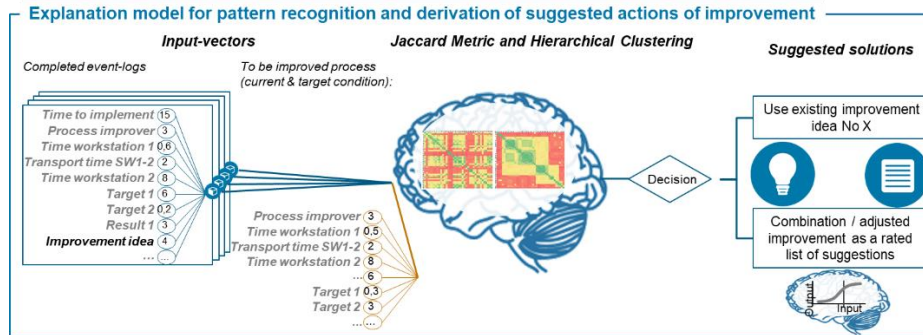 Explanation model for pattern recognition and derivation of suggested actions of improvement
Input-vectors
Jaccard Metric and Hierarchical Clustering
Suggested solutions
Completed event-logs
To be improved process
(current & target condition):
Time to implement 15
Process improver 3
Time workstation 1 0,6
Transport time SW1-2 2
Time workstation 2 8
Target 1 6
Target 2 0,2
Result 1 3
Improvement idea 4
... ...
Process improver 3
Time workstation 1 0,5
Transport time SW1-2 2
Time workstation 2 8
... 6
Target 1 0,3
Target 2 3
... ...
Decision
Use existing improvement
idea No X
Combination / adjusted
improvement as a rated
list of suggestions
Input